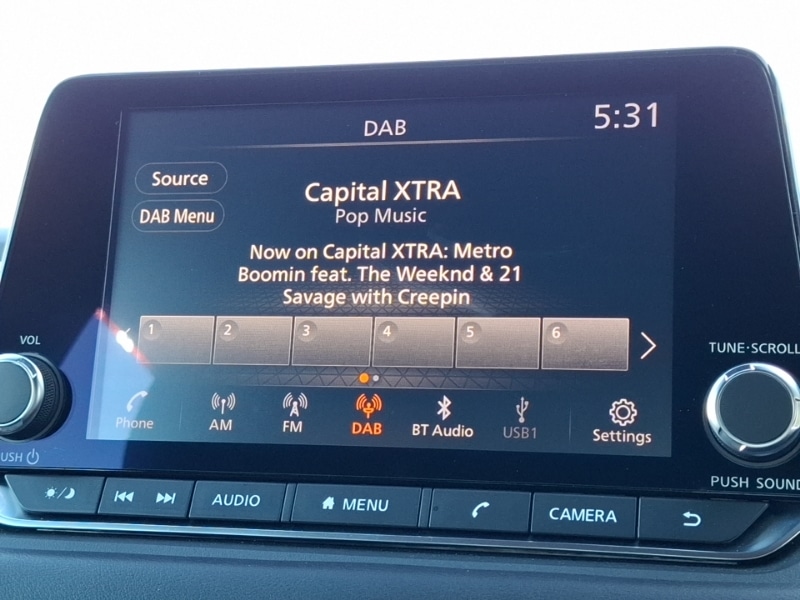 DAB
5:31
Source
Capital XTRA
DAB Menu
Pop Music
Now on Capital XTRA: Metro
Boomin feat. The Weeknd & 21
Savage with Creepin
1 2 3 4 5 6
VOL
TUNE·SCROLL
Phone
AM
FM
DAB
BT Audio
USB1
Settings
PUSH
PUSH SOUND
AUDIO
MENU
CAMERA